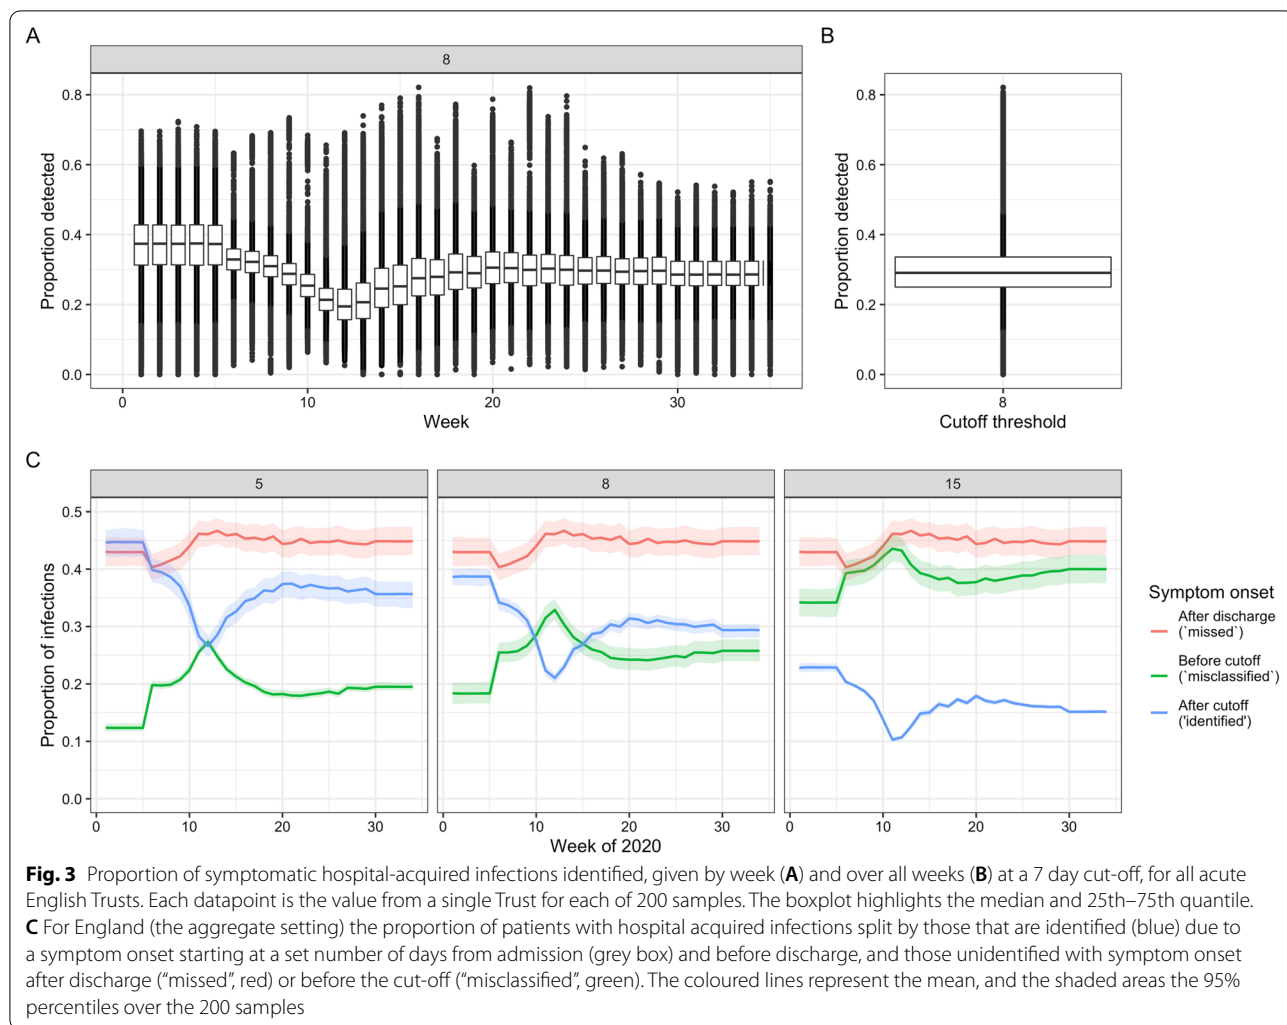 A
8
Proportion detected
0.8
0.6
0.4
0.2
0.0
0
10
20
30
Week
B
Proportion detected
0.8
0.6
0.4
0.2
0.0
8
Cutoff threshold
C
5
8
15
Proportion of infections
0.5
0.4
0.3
0.2
0.1
0.0
0
10
20
30
0
10
20
30
0
10
20
30
Week of 2020
Symptom onset
After discharge
(`missed`)
Before cutoff
(`misclassified`)
After cutoff
('identified')
Fig. 3 Proportion of symptomatic hospital-acquired infections identified, given by week (A) and over all weeks (B) at a 7 day cut-off, for all acute
English Trusts. Each datapoint is the value from a single Trust for each of 200 samples. The boxplot highlights the median and 25th–75th quantile.
C For England (the aggregate setting) the proportion of patients with hospital acquired infections split by those that are identified (blue) due to
a symptom onset starting at a set number of days from admission (grey box) and before discharge, and those unidentified with symptom onset
after discharge (“missed”, red) or before the cut-off (“misclassified”, green). The coloured lines represent the mean, and the shaded areas the 95%
percentiles over the 200 samples